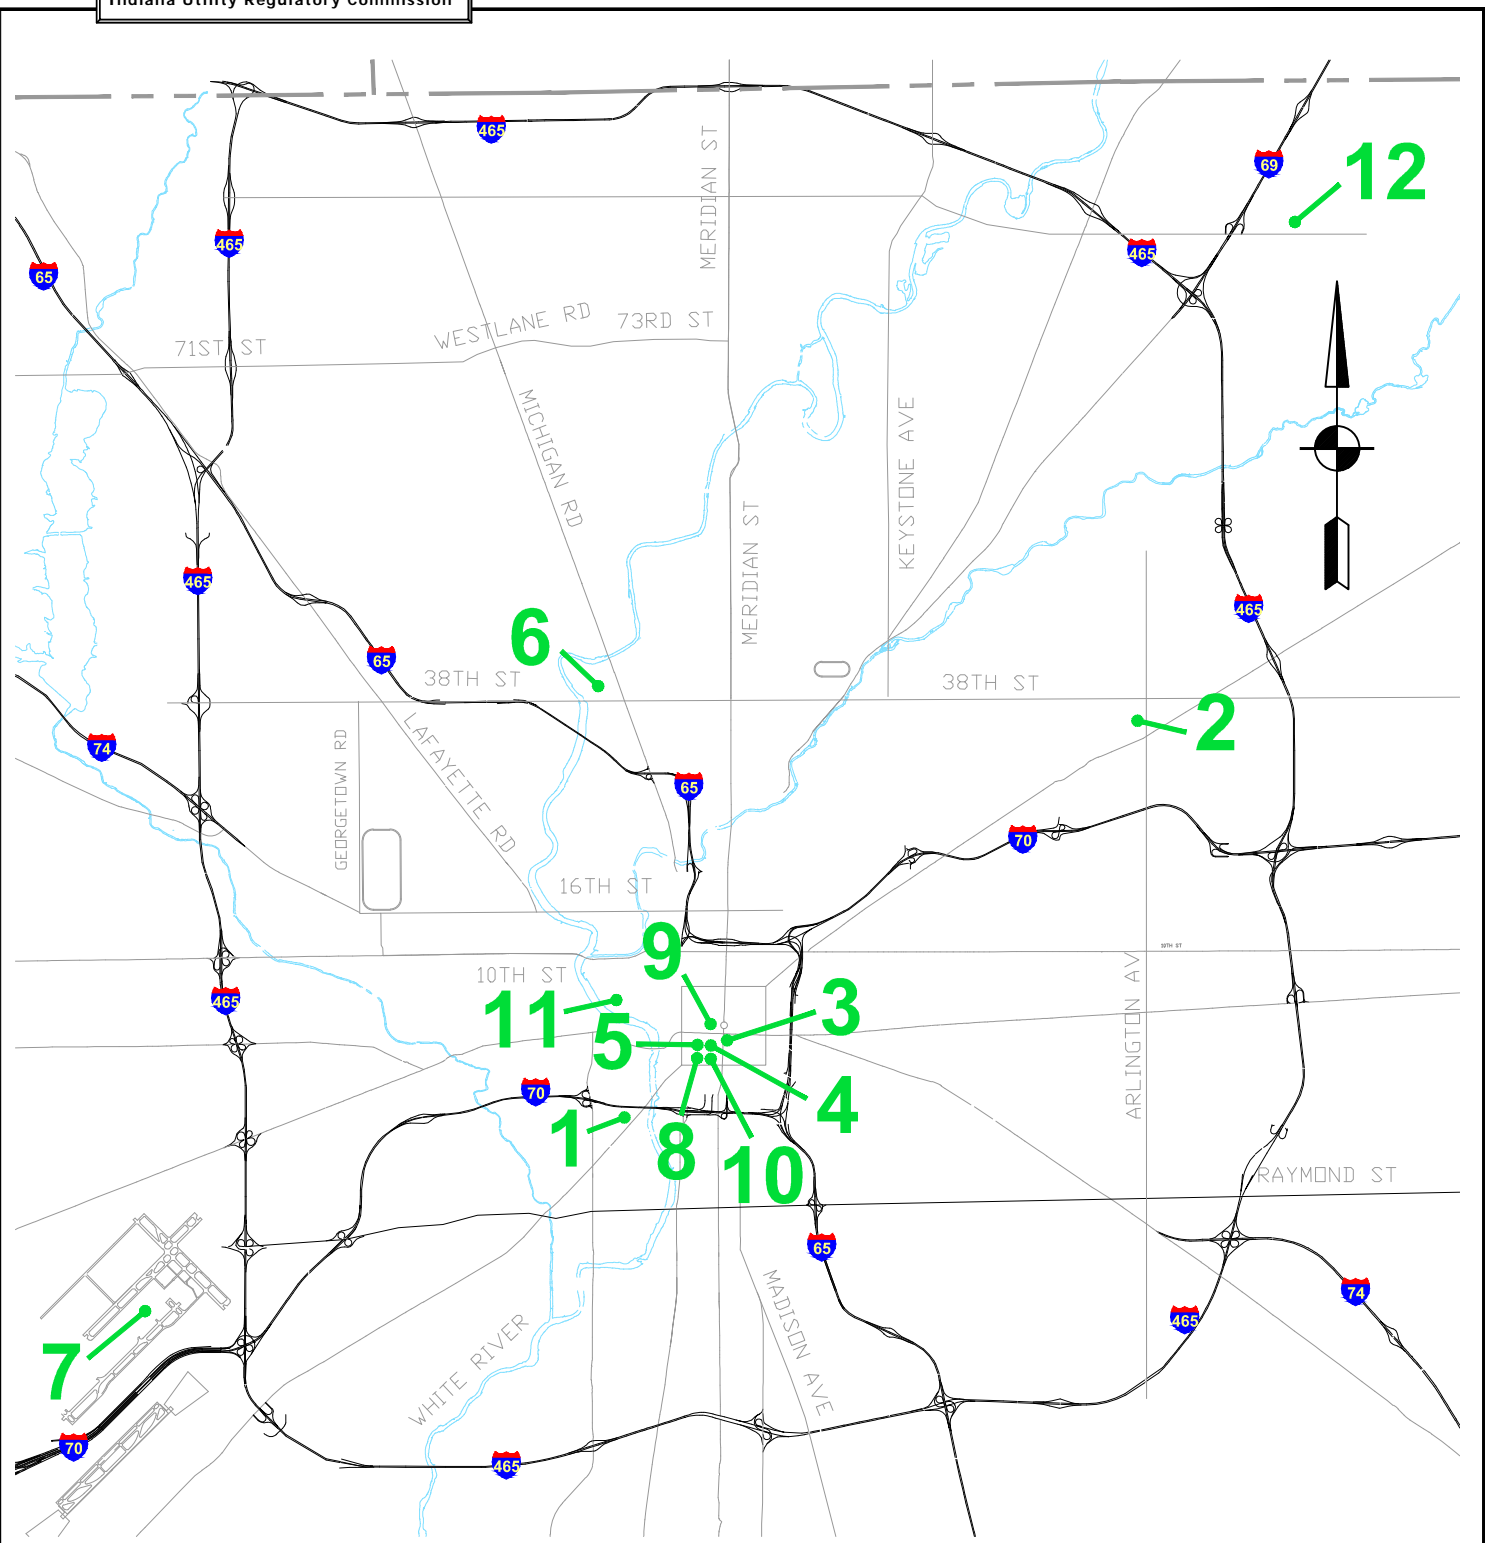 Indiana Utility Regulatory Commission
465
69
12
MERIDIAN ST
465
465
65
WESTLANE RD
73RD ST
71ST ST
MICHIGAN RD
KEYSTONE AVE
MERIDIAN ST
465
465
6
65
38TH ST
38TH ST
2
LAFAYETTE RD
GEORGETOWN RD
74
65
70
16TH ST
9
10TH ST
10TH ST
465
11
5
3
ARLINGTON AV
70
4
1
8
10
RAYMOND ST
65
MADISON AVE
74
465
7
WHITE RIVER
70
465